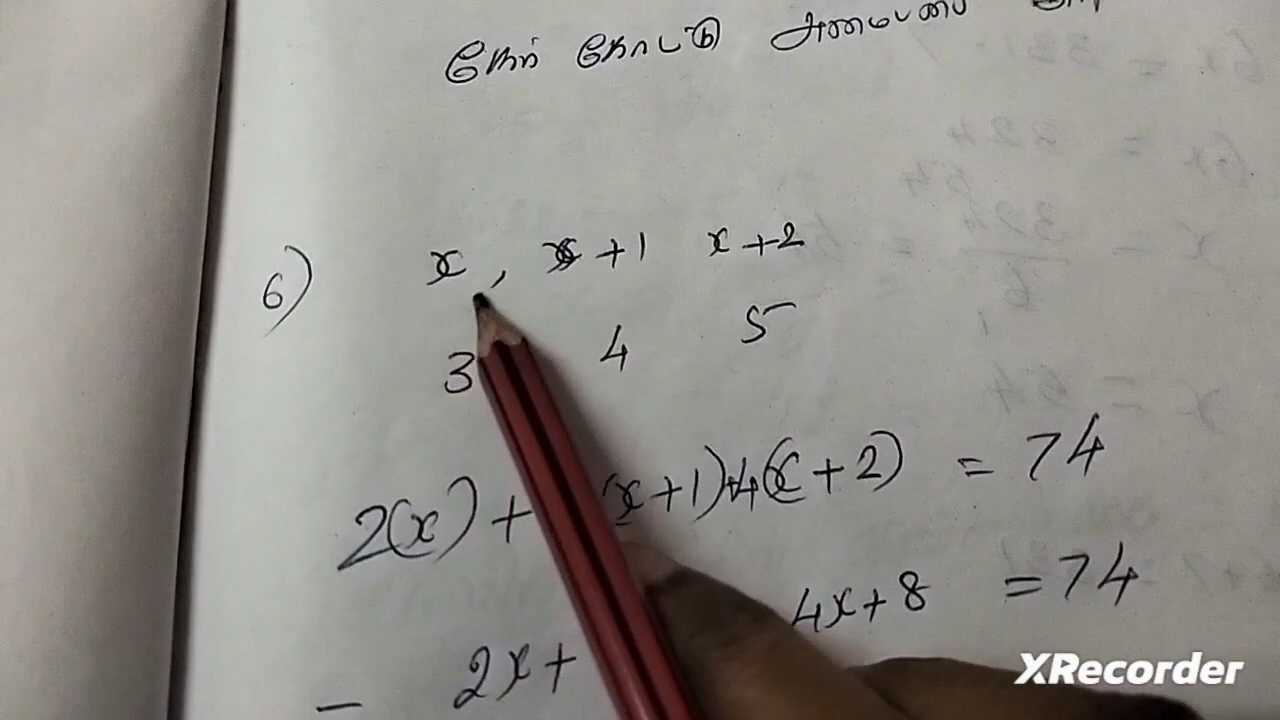 நேர் கோட்டு அமைப்பை
6) x, x+1 x+2
3 4 5
2(x)+ (x+1)+4(x+2) = 74
2x+ 4x+8 = 74
XRecorder